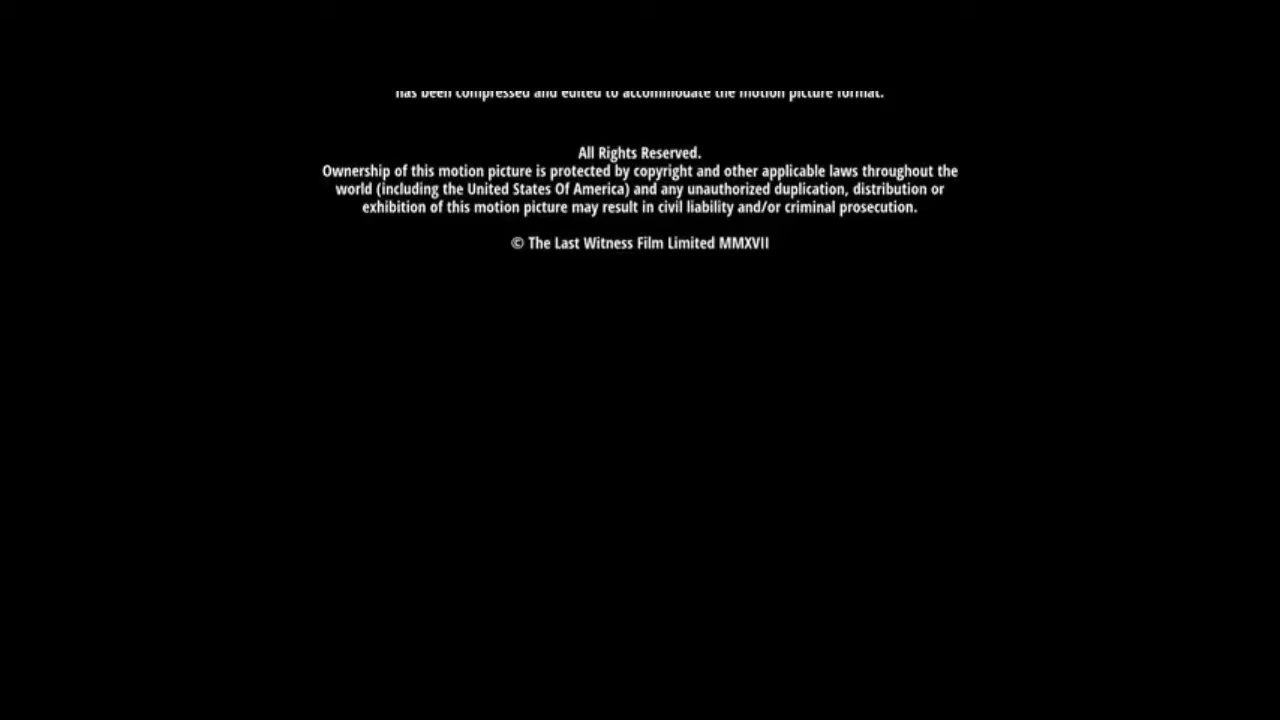 has been compressed and edited to accommodate the motion picture format.
All Rights Reserved.
Ownership of this motion picture is protected by copyright and other applicable laws throughout the
world (including the United States Of America) and any unauthorized duplication, distribution or
exhibition of this motion picture may result in civil liability and/or criminal prosecution.
© The Last Witness Film Limited MMXVII